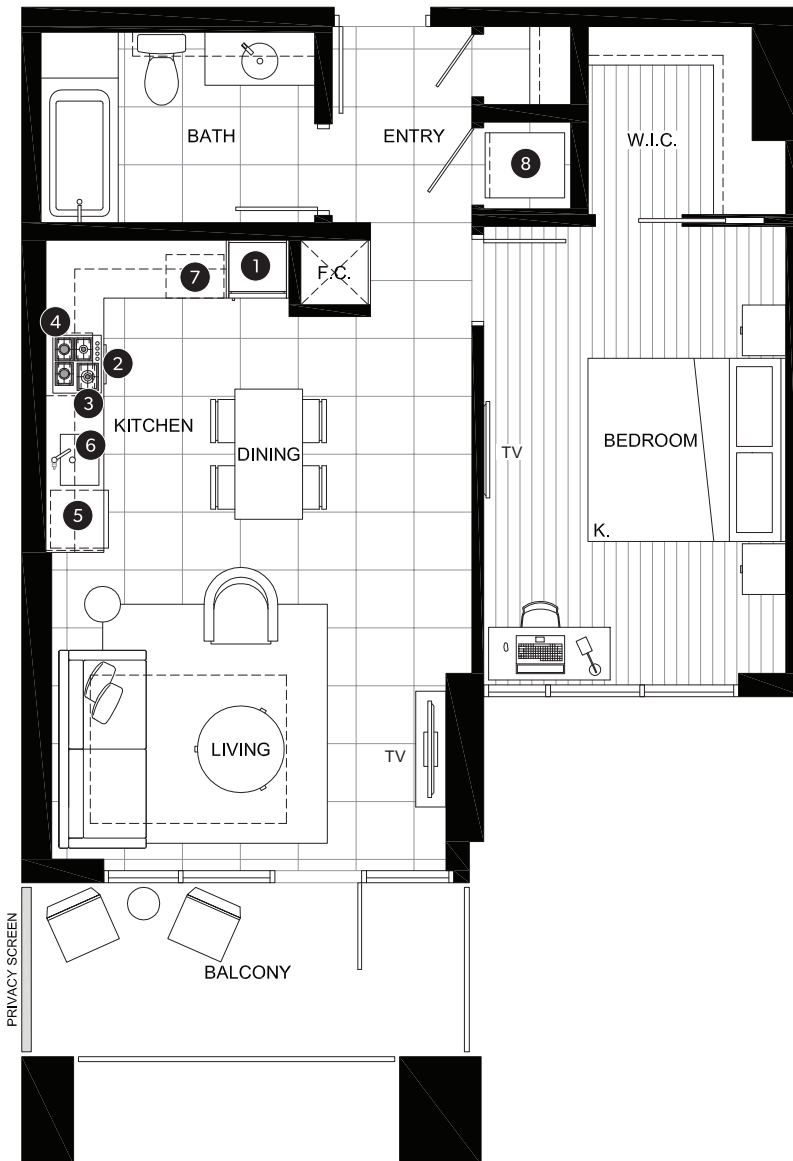 BATH
ENTRY
W.I.C.
8
1
7
F.C.
4
2
3
KITCHEN
6
5
DINING
TV
BEDROOM
K.
LIVING
TV
PRIVACY SCREEN
BALCONY